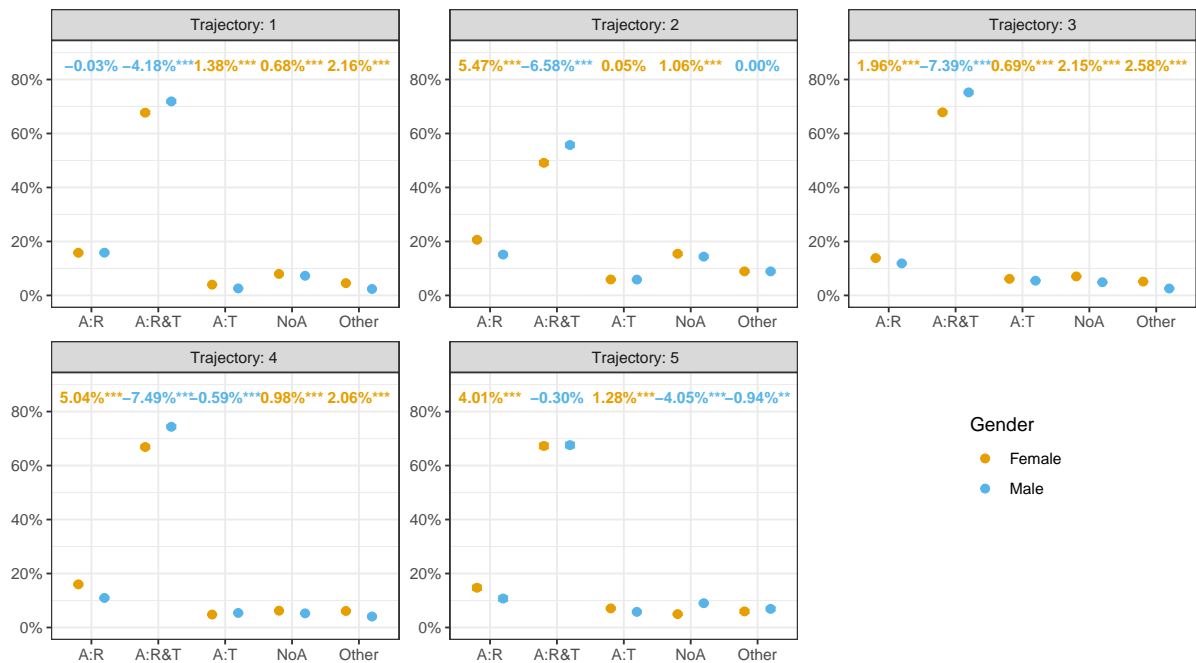 Trajectory: 1
−0.03% −4.18%*** 1.38%*** 0.68%*** 2.16%***
80%
60%
40%
20%
0%
A:R A:R&T A:T NoA Other
Trajectory: 2
5.47%*** −6.58%*** 0.05% 1.06%*** 0.00%
80%
60%
40%
20%
0%
A:R A:R&T A:T NoA Other
Trajectory: 3
1.96%*** −7.39%*** 0.69%*** 2.15%*** 2.58%***
80%
60%
40%
20%
0%
A:R A:R&T A:T NoA Other
Trajectory: 4
5.04%*** −7.49%*** −0.59%*** 0.98%*** 2.06%***
80%
60%
40%
20%
0%
A:R A:R&T A:T NoA Other
Trajectory: 5
4.01%*** −0.30% 1.28%*** −4.05%*** −0.94%**
80%
60%
40%
20%
0%
A:R A:R&T A:T NoA Other
Gender
Female
Male